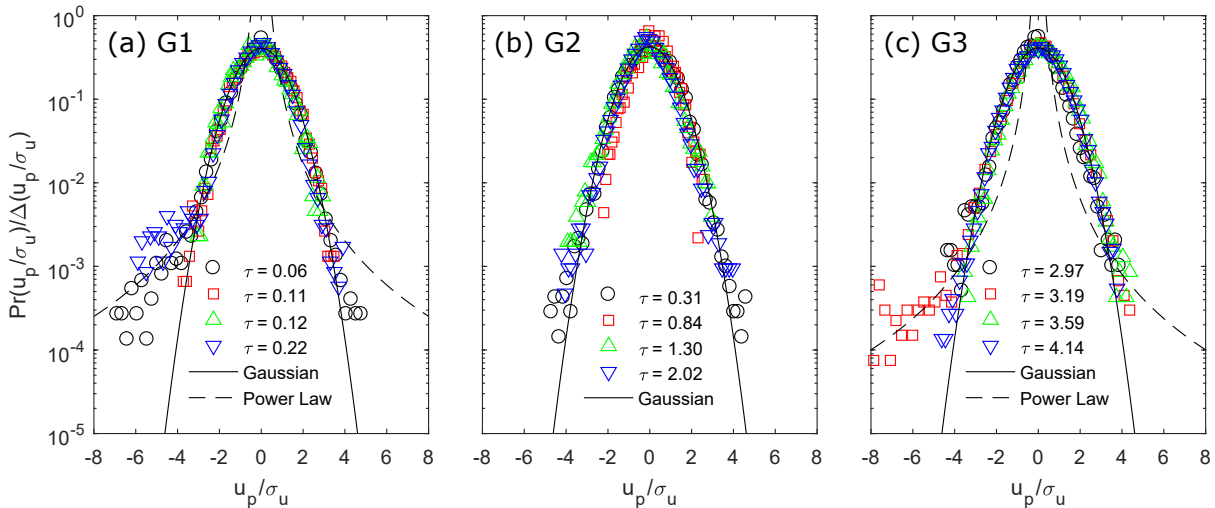 (a) G1
(b) G2
(c) G3
Pr(u_p/σ_u)/Δ(u_p/σ_u)
10^0
10^-1
10^-2
10^-3
10^-4
10^-5
τ = 0.06
τ = 0.11
τ = 0.12
τ = 0.22
Gaussian
Power Law
-8 -6 -4 -2 0 2 4 6 8
u_p/σ_u
τ = 0.31
τ = 0.84
τ = 1.30
τ = 2.02
Gaussian
-8 -6 -4 -2 0 2 4 6 8
u_p/σ_u
τ = 2.97
τ = 3.19
τ = 3.59
τ = 4.14
Gaussian
Power Law
-8 -6 -4 -2 0 2 4 6 8
u_p/σ_u